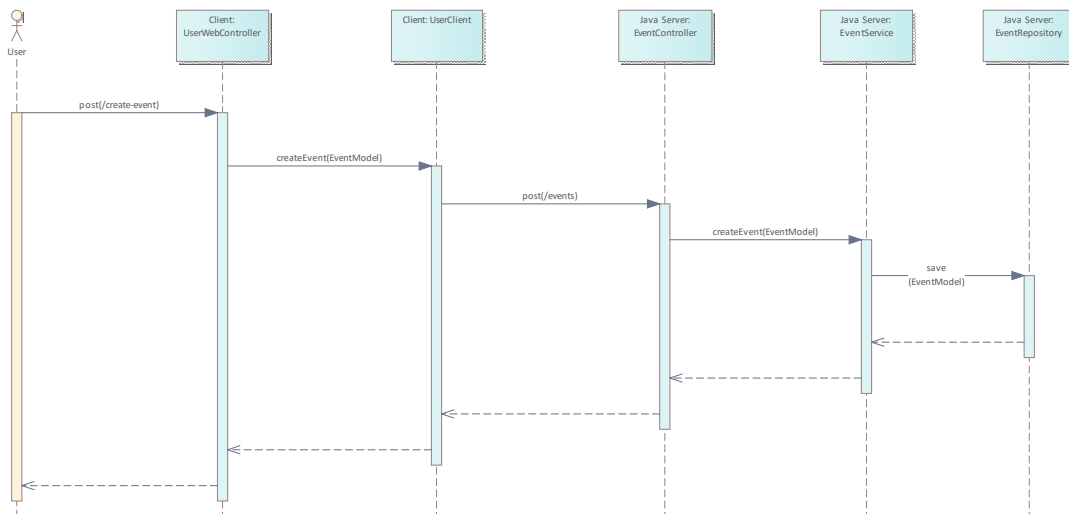 Client:
UserWebController
Client: UserClient
Java Server:
EventController
Java Server:
EventService
Java Server:
EventRepository
User
post(/create-event)
createEvent(EventModel)
post(/events)
createEvent(EventModel)
save
(EventModel)